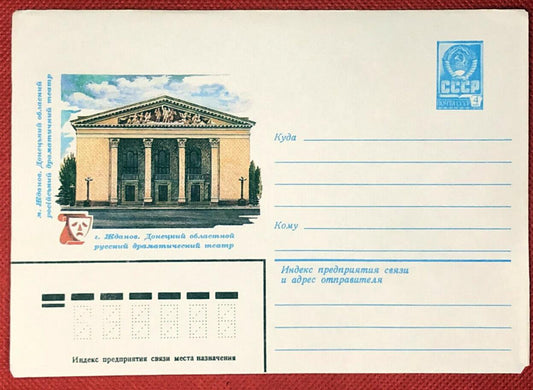 м. Жданов. Донецький обласний
російський драматичний театр
г. Жданов. Донецкий областной
русский драматический театр
СССР
ПОЧТА
Куда
Кому
Индекс предприятия связи
и адрес отправителя
Индекс предприятия связи места назначения